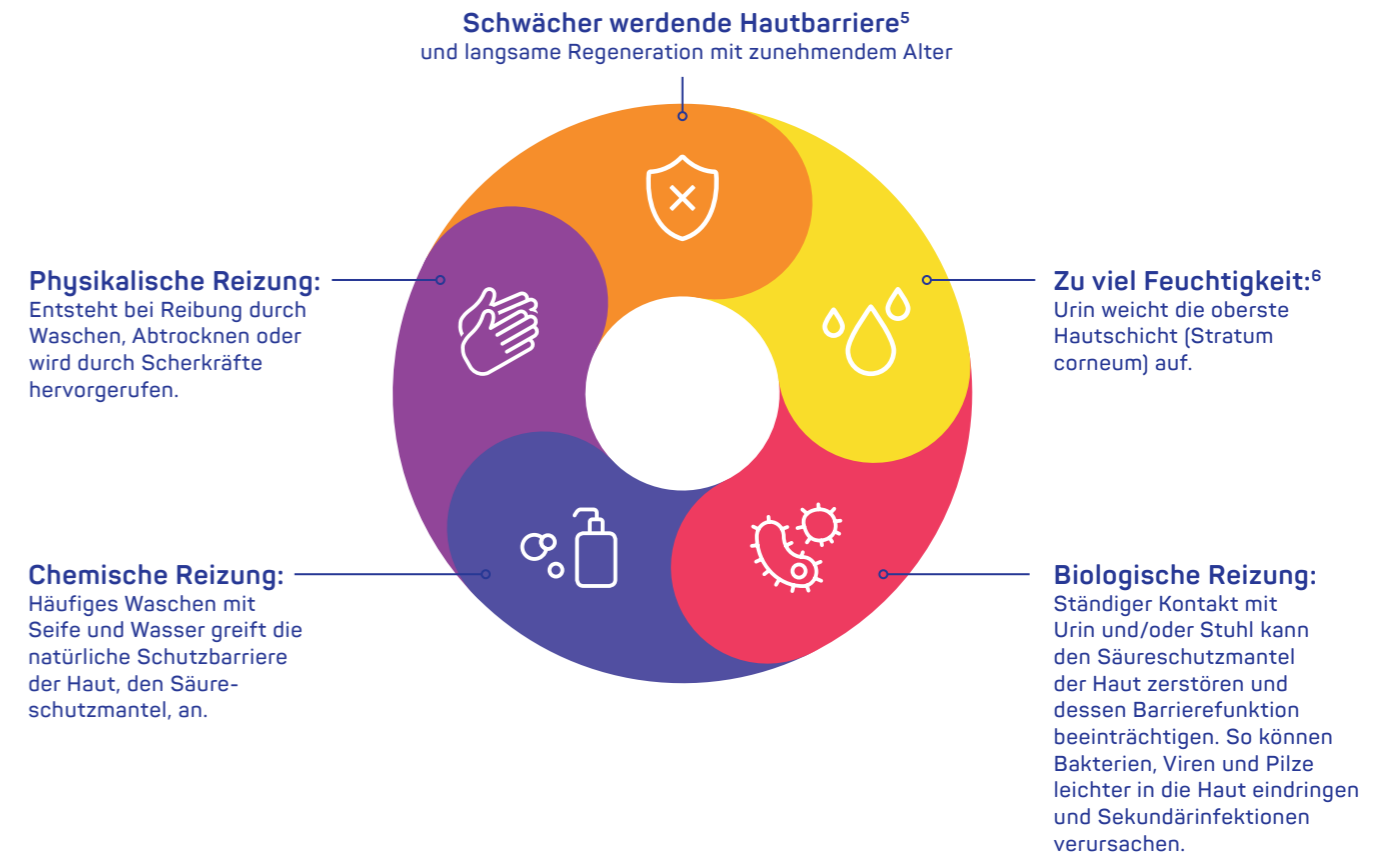 Schwächer werdende Hautbarriere⁵
und langsame Regeneration mit zunehmendem Alter
Physikalische Reizung:
Entsteht bei Reibung durch
Waschen, Abtrocknen oder
wird durch Scherkräfte
hervorgerufen.
Zu viel Feuchtigkeit:⁶
Urin weicht die oberste
Hautschicht (Stratum
corneum) auf.
Chemische Reizung:
Häufiges Waschen mit
Seife und Wasser greift die
natürliche Schutzbarriere
der Haut, den Säure-
schutzmantel, an.
Biologische Reizung:
Ständiger Kontakt mit
Urin und/oder Stuhl kann
den Säureschutzmantel
der Haut zerstören und
dessen Barrierefunktion
beeinträchtigen. So können
Bakterien, Viren und Pilze
leichter in die Haut eindringen
und Sekundärinfektionen
verursachen.